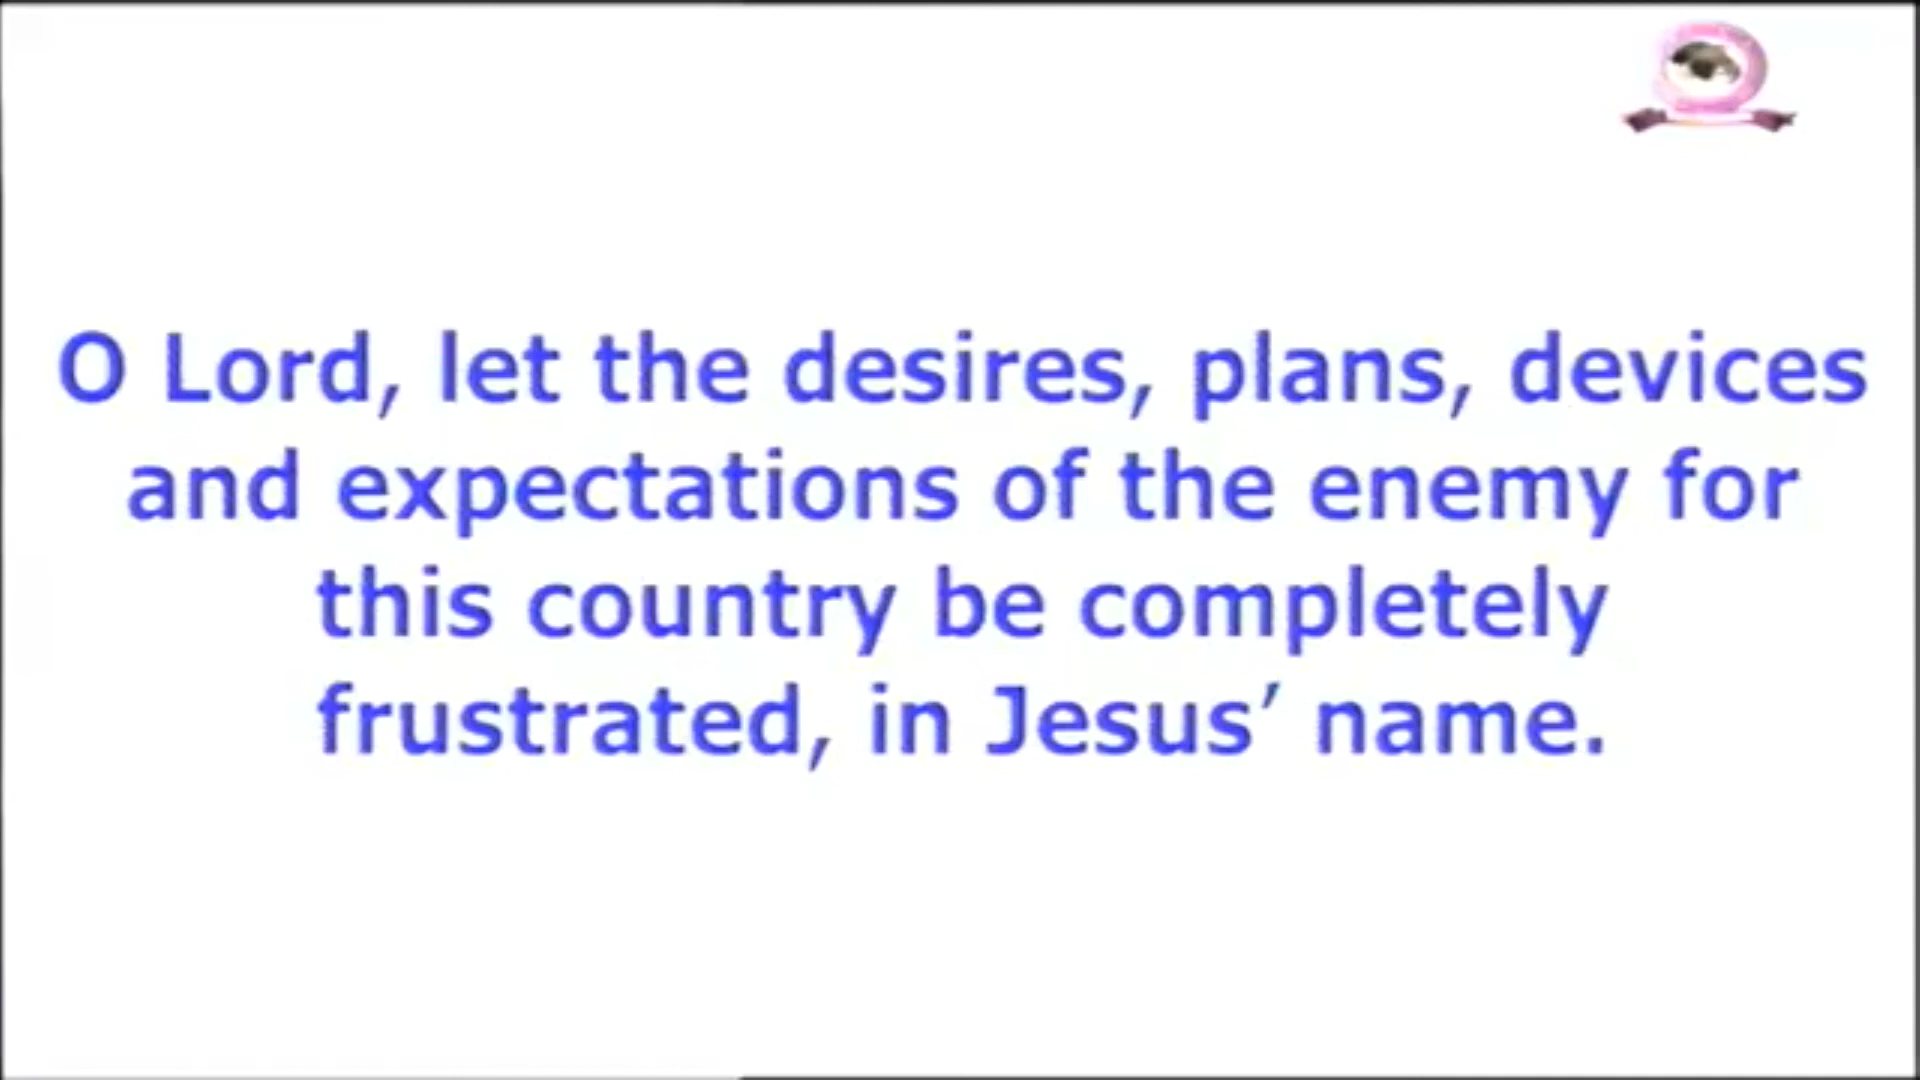 O Lord, let the desires, plans, devices
and expectations of the enemy for
this country be completely
frustrated, in Jesus’ name.